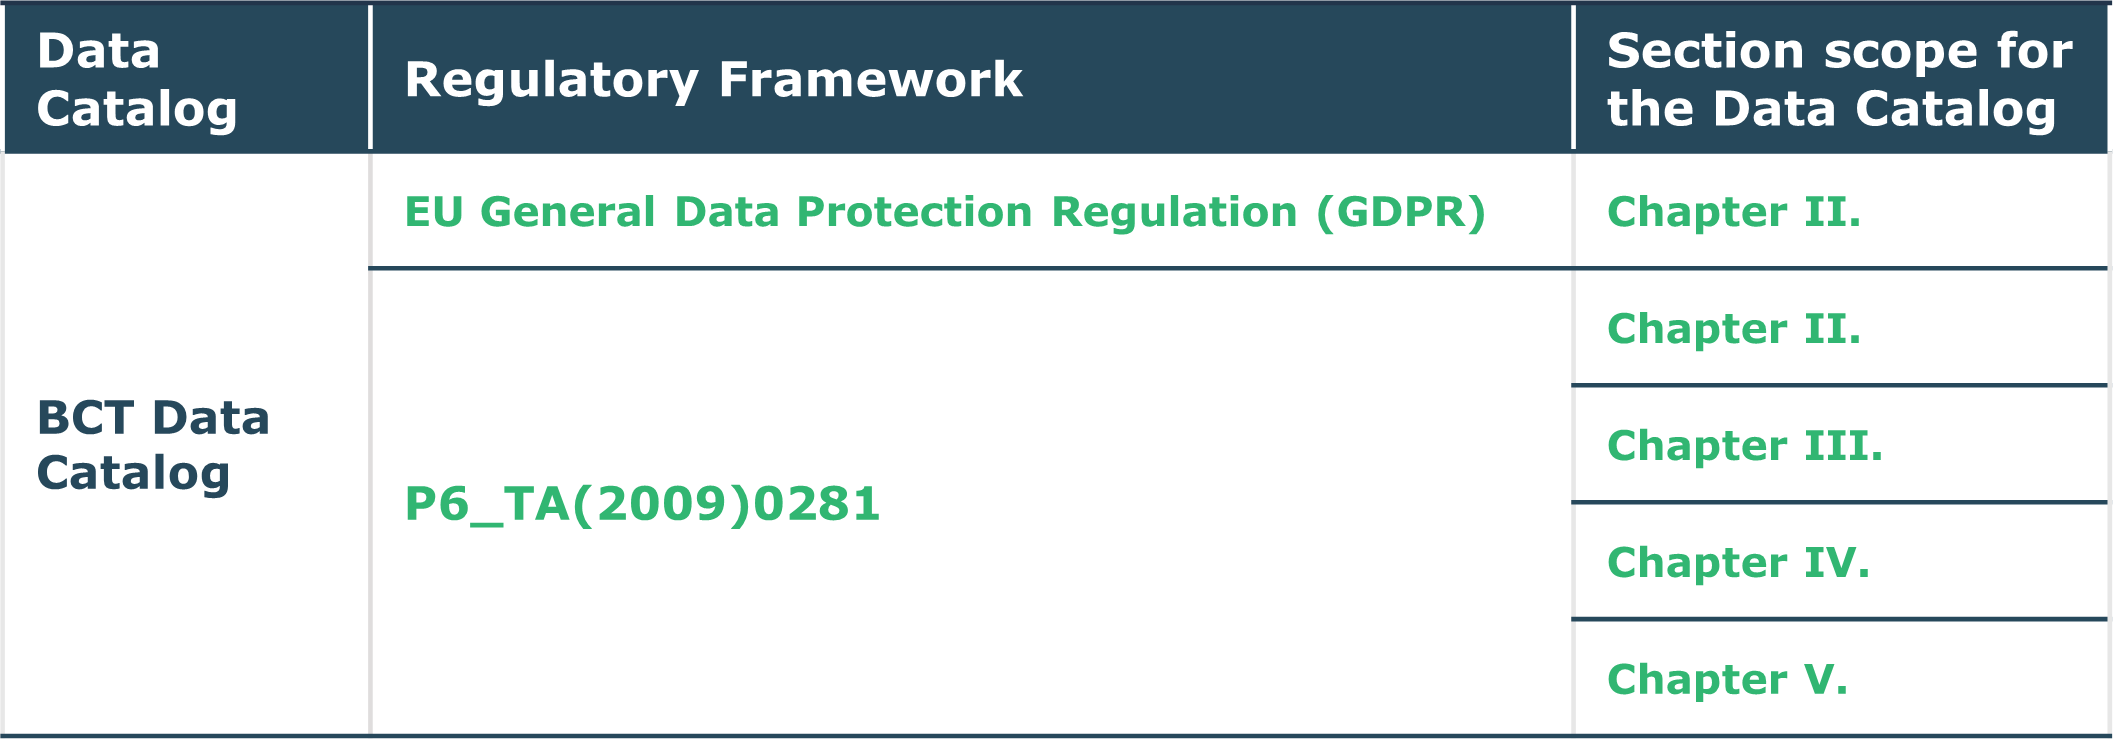 Data
Catalog
Regulatory Framework
Section scope for
the Data Catalog
BCT Data
Catalog
EU General Data Protection Regulation (GDPR)
Chapter II.
P6_TA(2009)0281
Chapter II.
Chapter III.
Chapter IV.
Chapter V.